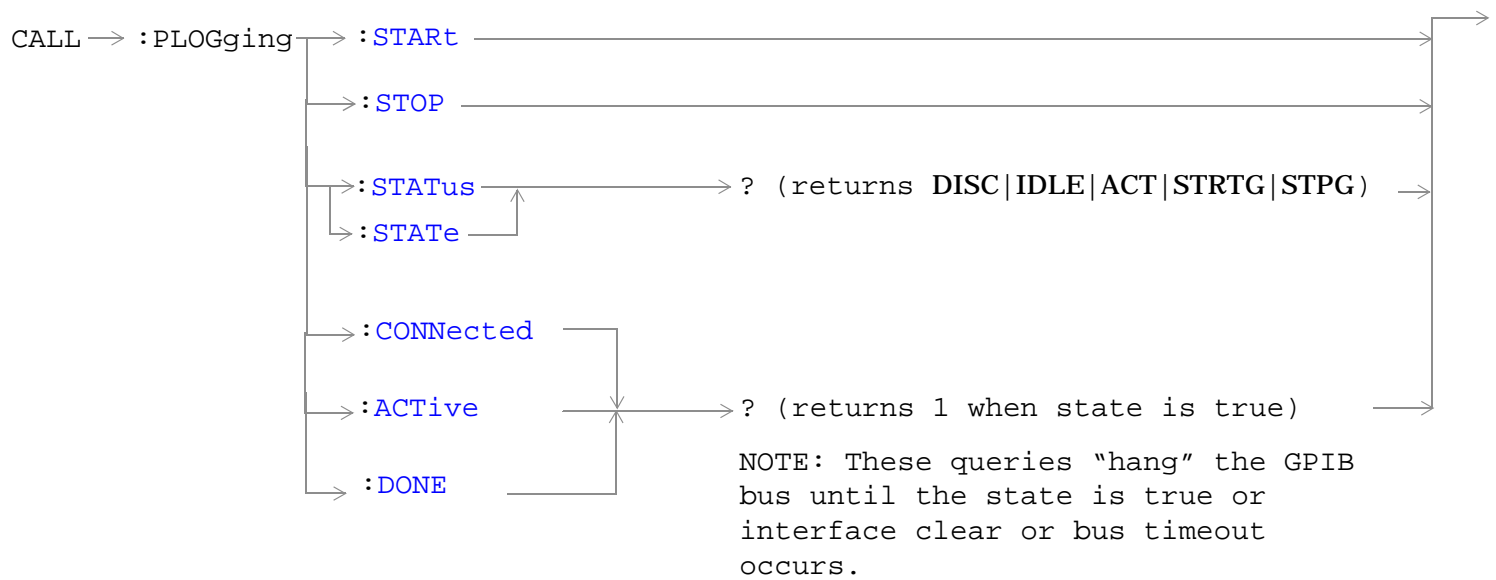 CALL :PLOGging :STARt
:STOP
:STATus ? (returns DISC|IDLE|ACT|STRTG|STPG)
:STATe
:CONNected
:ACTive ? (returns 1 when state is true)
:DONE
NOTE: These queries “hang” the GPIB
bus until the state is true or
interface clear or bus timeout
occurs.